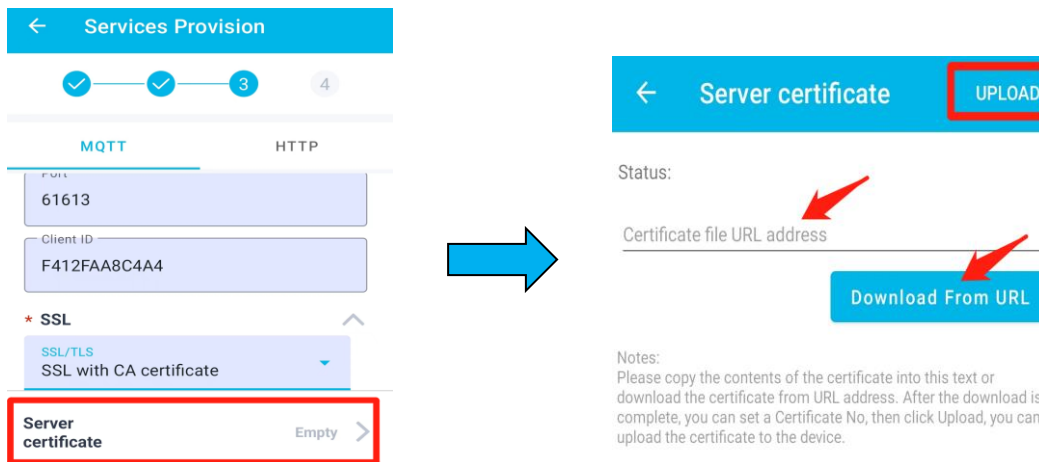 Services Provision
3
4
MQTT
HTTP
Port
61613
Client ID
F412FAA8C4A4
* SSL
SSL/TLS
SSL with CA certificate
Server
certificate
Empty
Server certificate
UPLOAD
Status:
Certificate file URL address
Download From URL
Notes:
Please copy the contents of the certificate into this text or
download the certificate from URL address. After the download is
complete, you can set a Certificate No, then click Upload, you can
upload the certificate to the device.